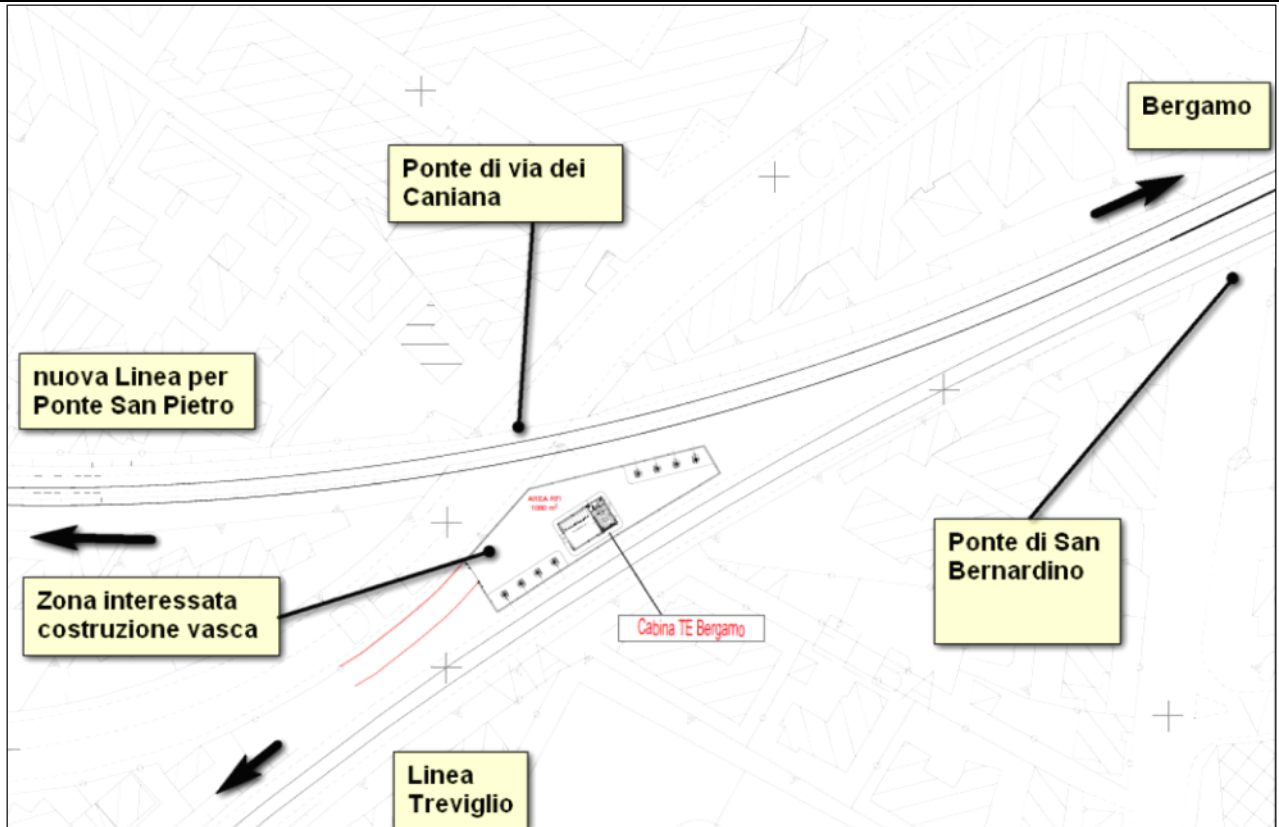 Bergamo
Ponte di via dei
Caniana
CANIANA
nuova Linea per
Ponte San Pietro
AREA RFI
1000 m²
Ponte di San
Bernardino
Zona interessata
costruzione vasca
Cabina TE Bergamo
Linea
Treviglio